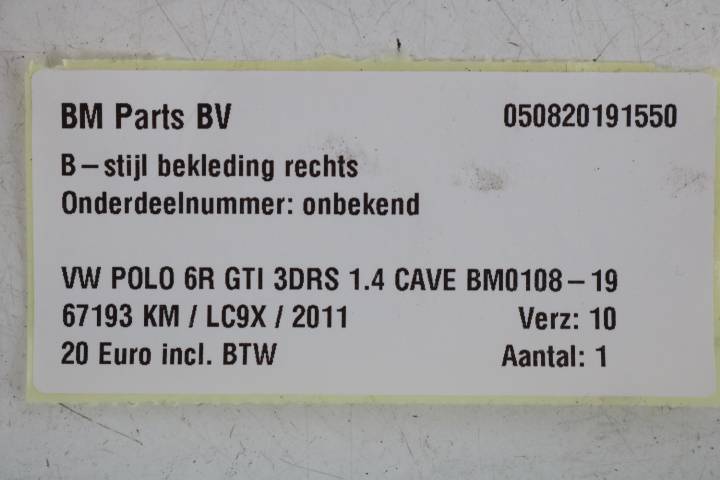 BM Parts BV 050820191550
B-stijl bekleding rechts
Onderdeelnummer: onbekend
VW POLO 6R GTI 3DRS 1.4 CAVE BM0108-19
67193 KM / LC9X / 2011 Verz: 10
20 Euro incl. BTW Aantal: 1